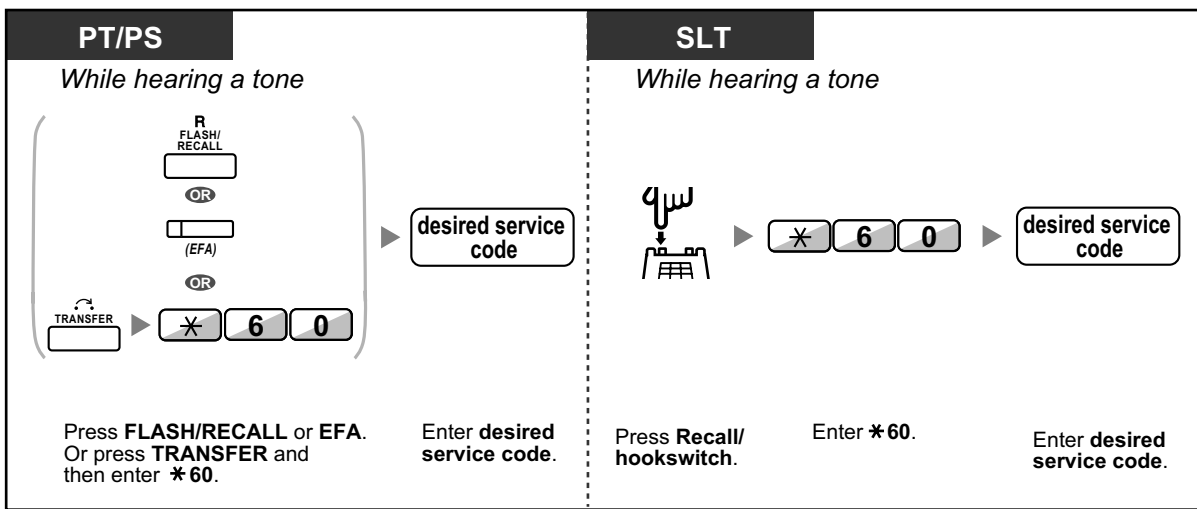 PT/PS
While hearing a tone
R
FLASH/
RECALL
OR
(EFA)
OR
TRANSFER
* 6 0
desired service
code
Press FLASH/RECALL or EFA.
Or press TRANSFER and
then enter *60.
Enter desired
service code.
SLT
While hearing a tone
* 6 0
desired service
code
Press Recall/
hookswitch.
Enter *60.
Enter desired
service code.